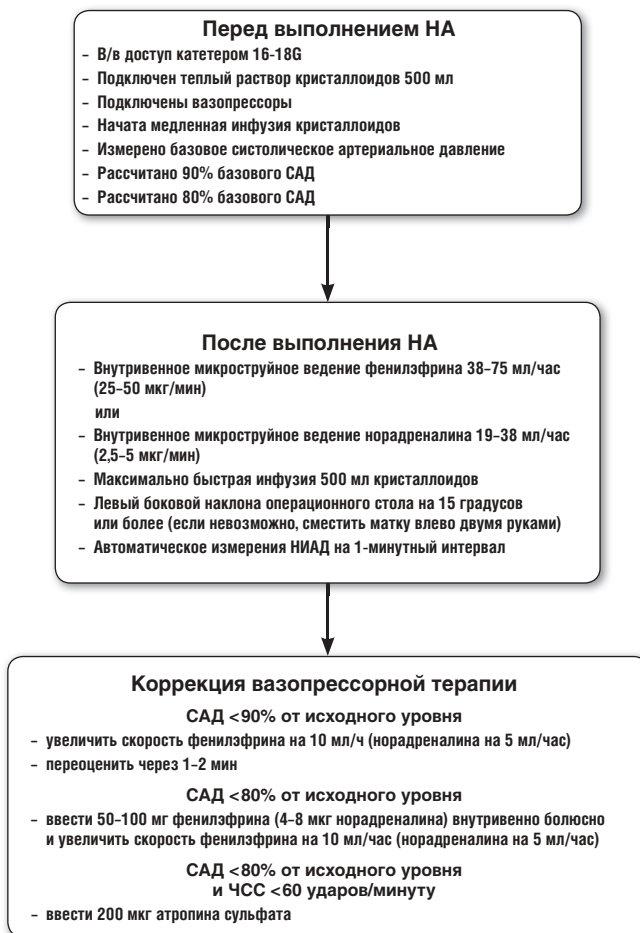 Перед выполнением НА
– В/в доступ катетером 16-18G
– Подключен теплый раствор кристаллоидов 500 мл
– Подключены вазопрессоры
– Начата медленная инфузия кристаллоидов
– Измерено базовое систолическое артериальное давление
– Рассчитано 90% базового САД
– Рассчитано 80% базового САД
После выполнения НА
– Внутривенное микроструйное ведение фенилэфрина 38–75 мл/час
(25–50 мкг/мин)
или
– Внутривенное микроструйное ведение норадреналина 19–38 мл/час
(2,5–5 мкг/мин)
– Максимально быстрая инфузия 500 мл кристаллоидов
– Левый боковой наклона операционного стола на 15 градусов
или более (если невозможно, сместить матку влево двумя руками)
– Автоматическое измерения НИАД на 1-минутный интервал
Коррекция вазопрессорной терапии
САД <90% от исходного уровня
– увеличить скорость фенилэфрина на 10 мл/ч (норадреналина на 5 мл/час)
– переоценить через 1–2 мин
САД <80% от исходного уровня
– ввести 50–100 мг фенилэфрина (4–8 мкг норадреналина) внутривенно болюсно
и увеличить скорость фенилэфрина на 10 мл/час (норадреналина на 5 мл/час)
САД <80% от исходного уровня
и ЧСС <60 ударов/минуту
– ввести 200 мкг атропина сульфата